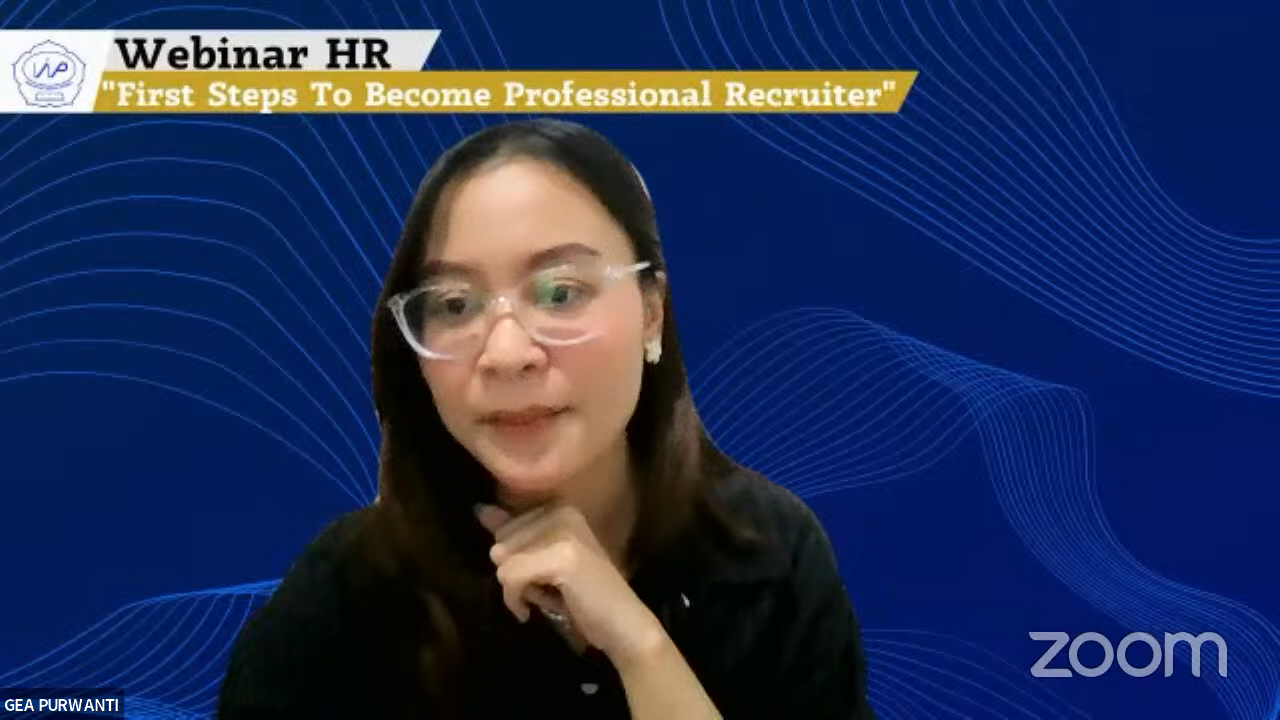 Webinar HR
"First Steps To Become Professional Recruiter"
zoom
GEA PURWANTI